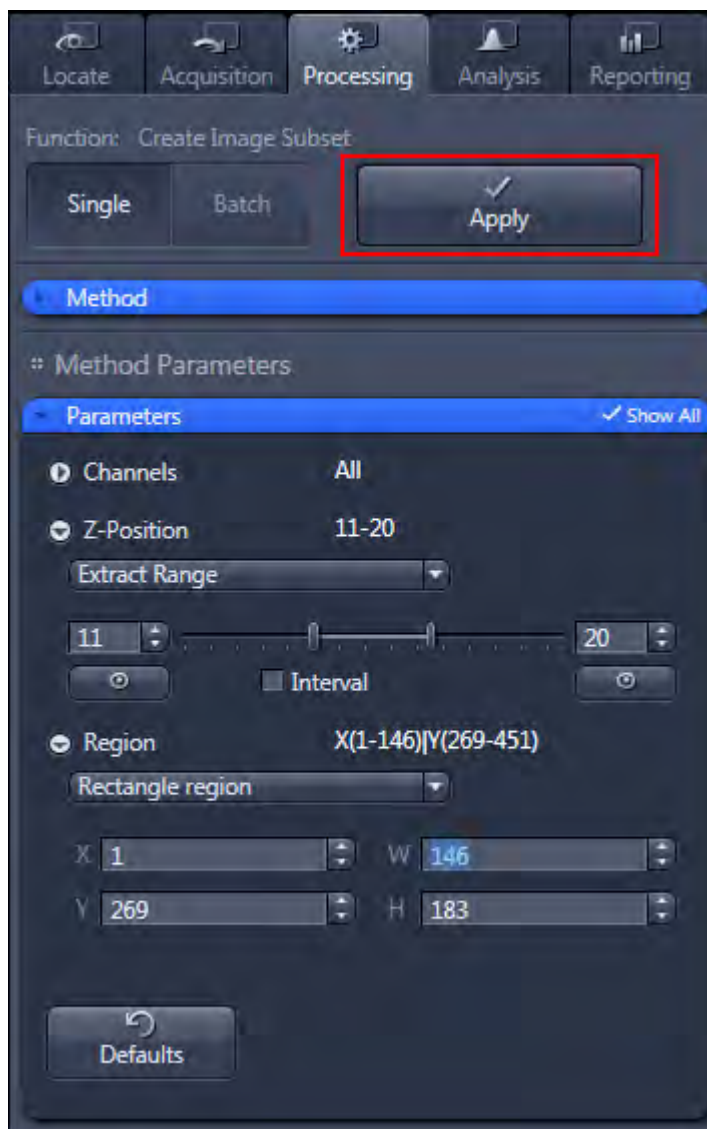 Locate Acquisition Processing Analysis Reporting
Function: Create Image Subset
Single Batch Apply
Method
Method Parameters
Parameters Show All
Channels All
Z-Position 11-20
Extract Range
11 20
Interval
Region X(1-146)|Y(269-451)
Rectangle region
X 1 W 146
Y 269 H 183
Defaults